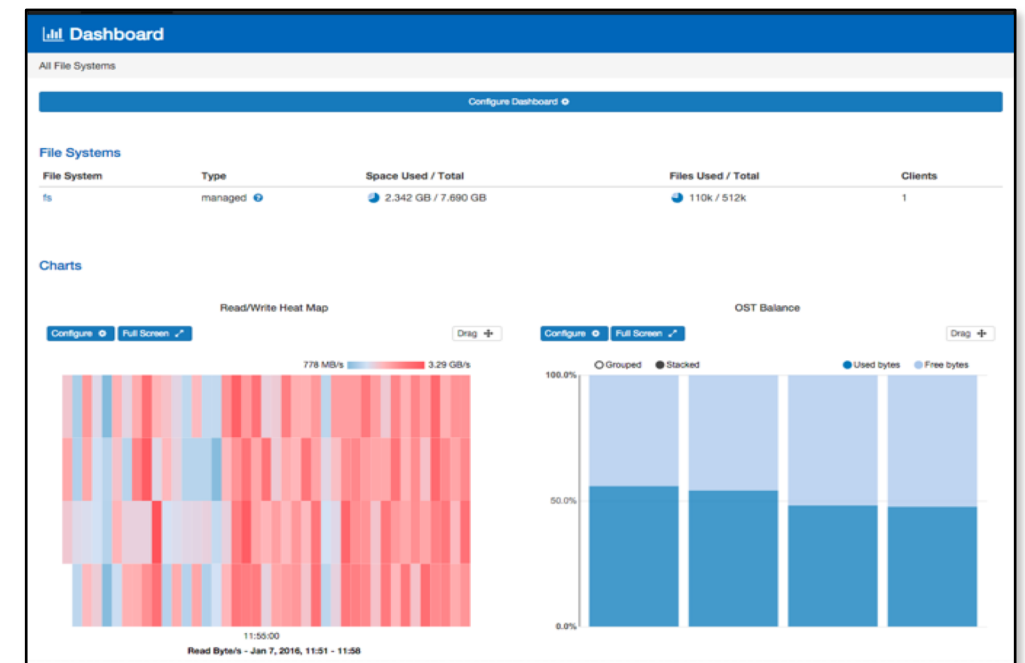 Dashboard
All File Systems
Configure Dashboard
File Systems
File System Type Space Used / Total Files Used / Total Clients
fs managed 2.342 GB / 7.690 GB 110k / 512k 1
Charts
Read/Write Heat Map
Configure Full Screen Drag
778 MB/s 3.29 GB/s
11:55:00
Read Byte/s - Jan 7, 2016, 11:51 - 11:58
OST Balance
Configure Full Screen Drag
Grouped Stacked Used bytes Free bytes
100.0%
50.0%
0.0%